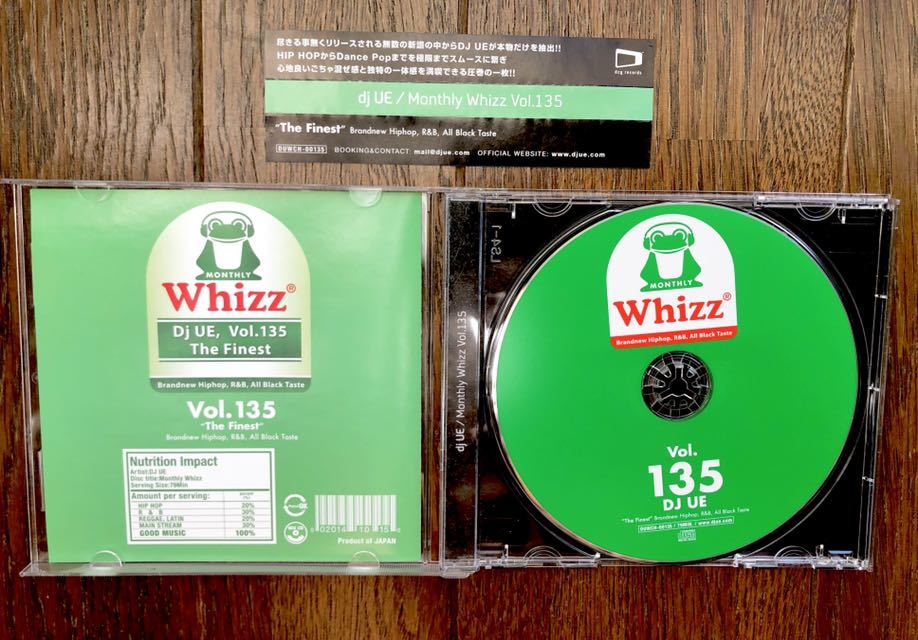 尽きる事無くリリースされる無数の新譜の中からDJ UEが本物だけを抽出!!
HIP HOPからDance Popまでを極限までスムースに繋ぎ
心地良いごちゃ混ぜ感と独特の一体感を満喫できる圧巻の一枚!!
dcg records
dj UE / Monthly Whizz Vol.135
"The Finest" Brandnew Hiphop, R&B, All Black Taste
DUWCH-00135 BOOKING&CONTACT: mail@djue.com OFFICIAL WEBSITE: www.djue.com
MONTHLY
Whizz®
Dj UE, Vol.135
The Finest
Brandnew Hiphop, R&B, All Black Taste
Vol.135
"The Finest"
Brandnew Hiphop, R&B, All Black Taste
Nutrition Impact
Artist:DJ UE
Disc title:Monthly Whizz
Serving Size:79Min
Amount per serving:
HIP HOP 20%
R & B 30%
REGGAE, LATIN 20%
MAIN STREAM 30%
GOOD MUSIC 100%
Product of JAPAN
dj UE / Monthly Whizz Vol.135
MONTHLY
Whizz®
Brandnew Hiphop, R&B, All Black Taste
Vol.
135
DJ UE
"The Finest" Brandnew Hiphop, R&B, All Black Taste
DUWCH-00135 / 79MIN / www.djue.com